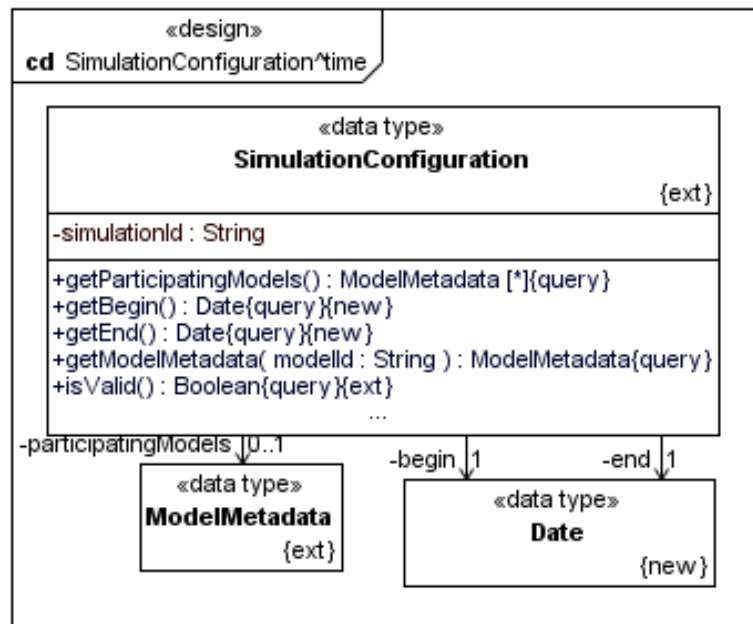 «design»
cd SimulationConfiguration^time
«data type»
SimulationConfiguration
{ext}
-simulationId : String
+getParticipatingModels() : ModelMetadata [*]{query}
+getBegin() : Date{query}{new}
+getEnd() : Date{query}{new}
+getModelMetadata( modelId : String ) : ModelMetadata{query}
+isValid() : Boolean{query}{ext}
...
-participatingModels 0..1
-begin 1
-end 1
«data type»
ModelMetadata
{ext}
«data type»
Date
{new}